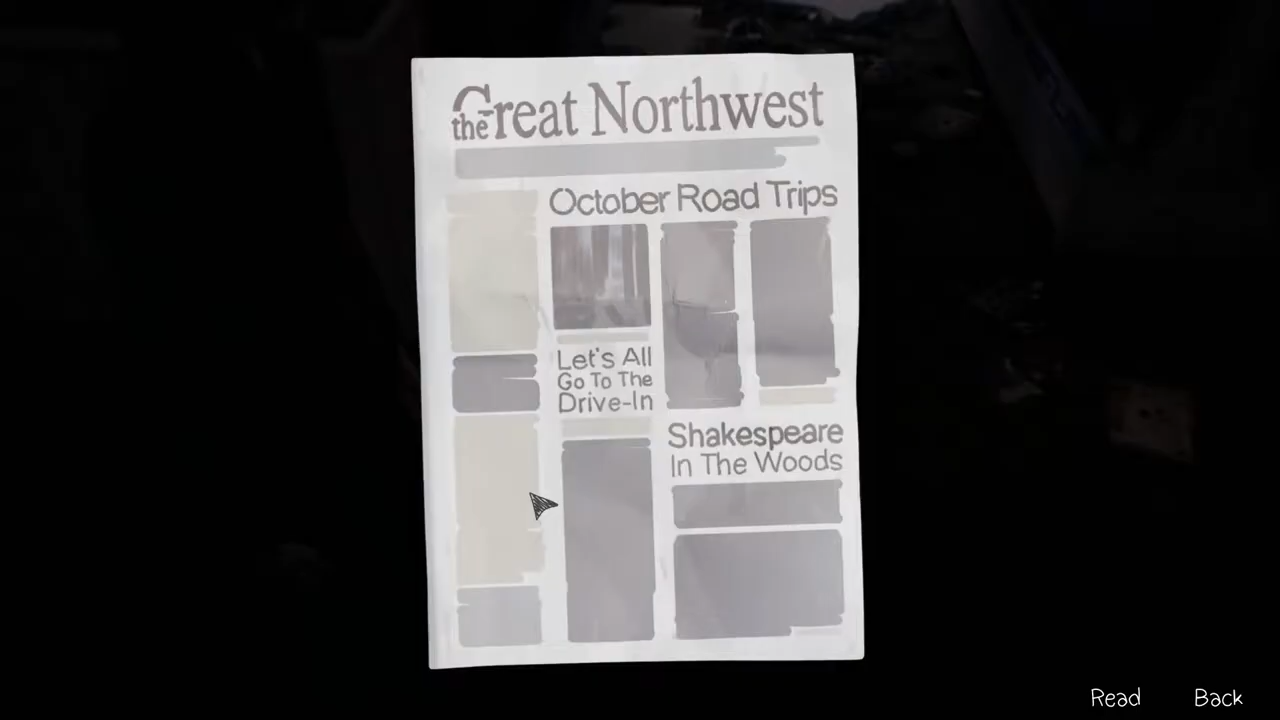 the Great Northwest
October Road Trips
Let's All
Go To The
Drive-In
Shakespeare
In The Woods
Read
Back